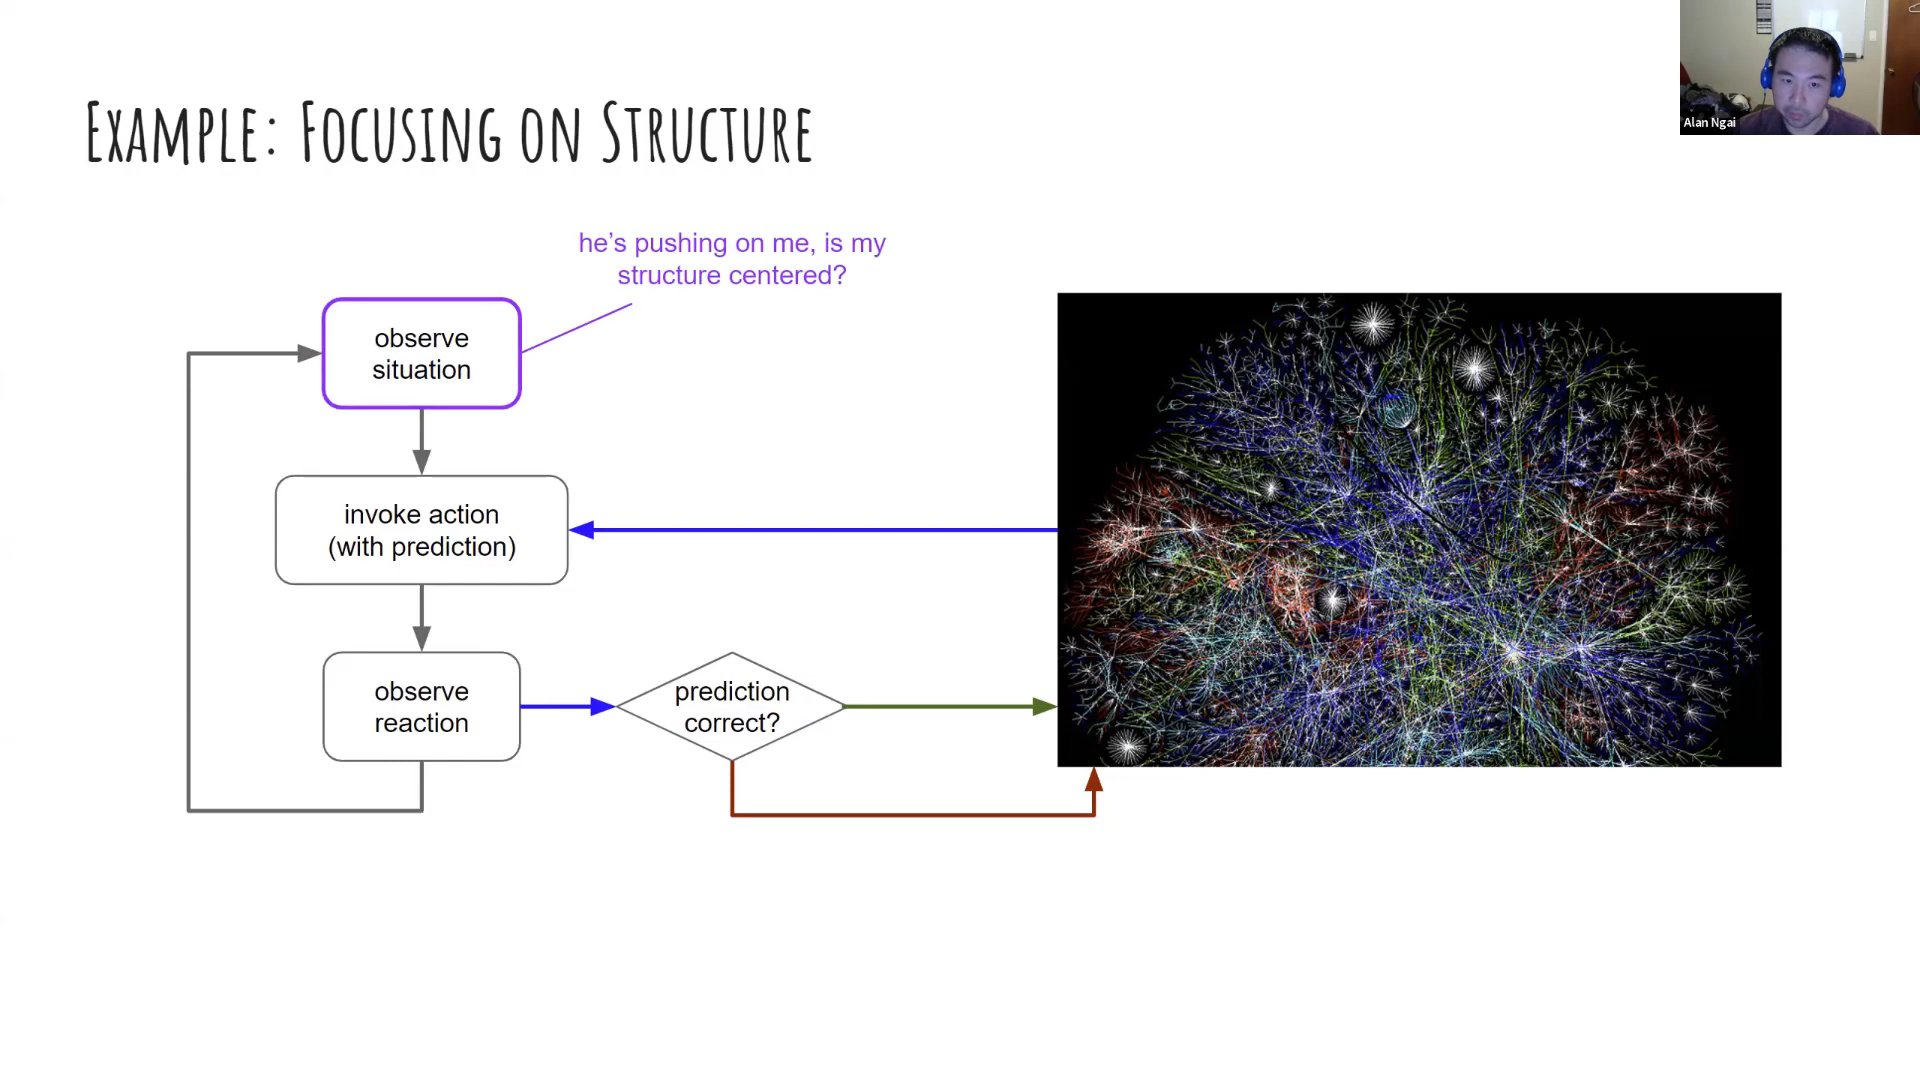 EXAMPLE: FOCUSING ON STRUCTURE
Alan Ngai
he's pushing on me, is my
structure centered?
observe
situation
invoke action
(with prediction)
observe
reaction
prediction
correct?